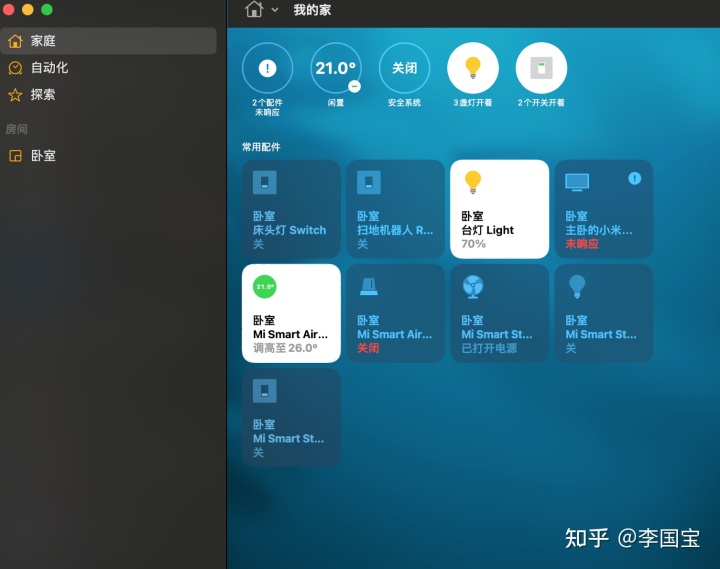 我的家
家庭
自动化
探索
房间
卧室
21.0°
关闭
2个配件
未响应
闲置
安全系统
3盏灯开着
2个开关开着
常用配件
卧室
床头灯 Switch
关
卧室
扫地机器人 R...
关
卧室
台灯 Light
70%
卧室
主卧的小米...
未响应
21.0°
卧室
Mi Smart Air...
调高至 26.0°
卧室
Mi Smart Air...
关闭
卧室
Mi Smart St...
已打开电源
卧室
Mi Smart St...
关
卧室
Mi Smart St...
关
知乎 @李国宝